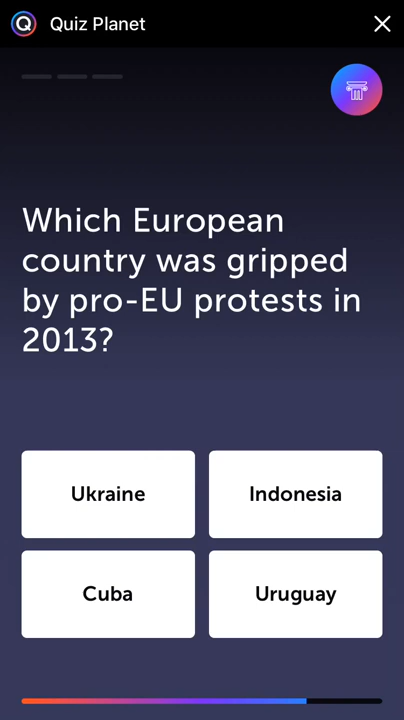 Quiz Planet
Which European
country was gripped
by pro-EU protests in
2013?
Ukraine
Indonesia
Cuba
Uruguay